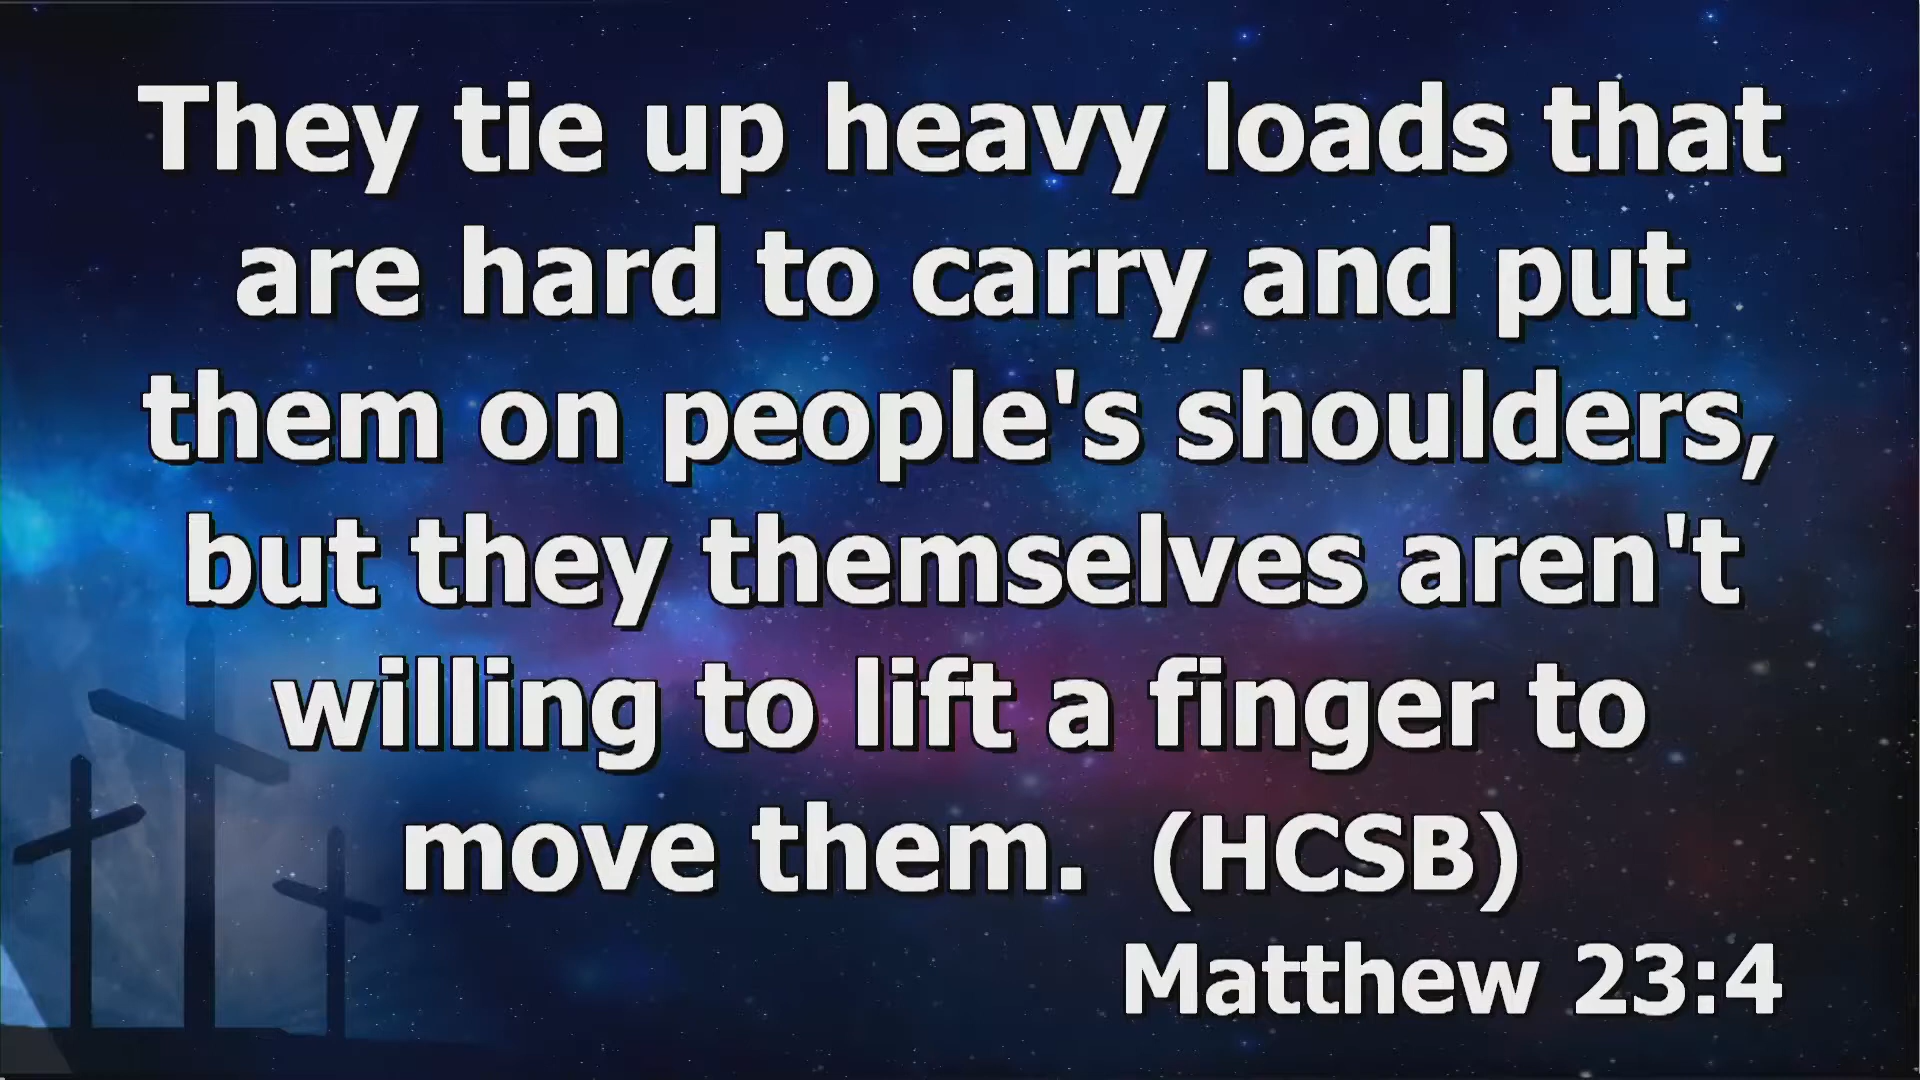 They tie up heavy loads that
are hard to carry and put
them on people's shoulders,
but they themselves aren't
willing to lift a finger to
move them.  (HCSB)
Matthew 23:4